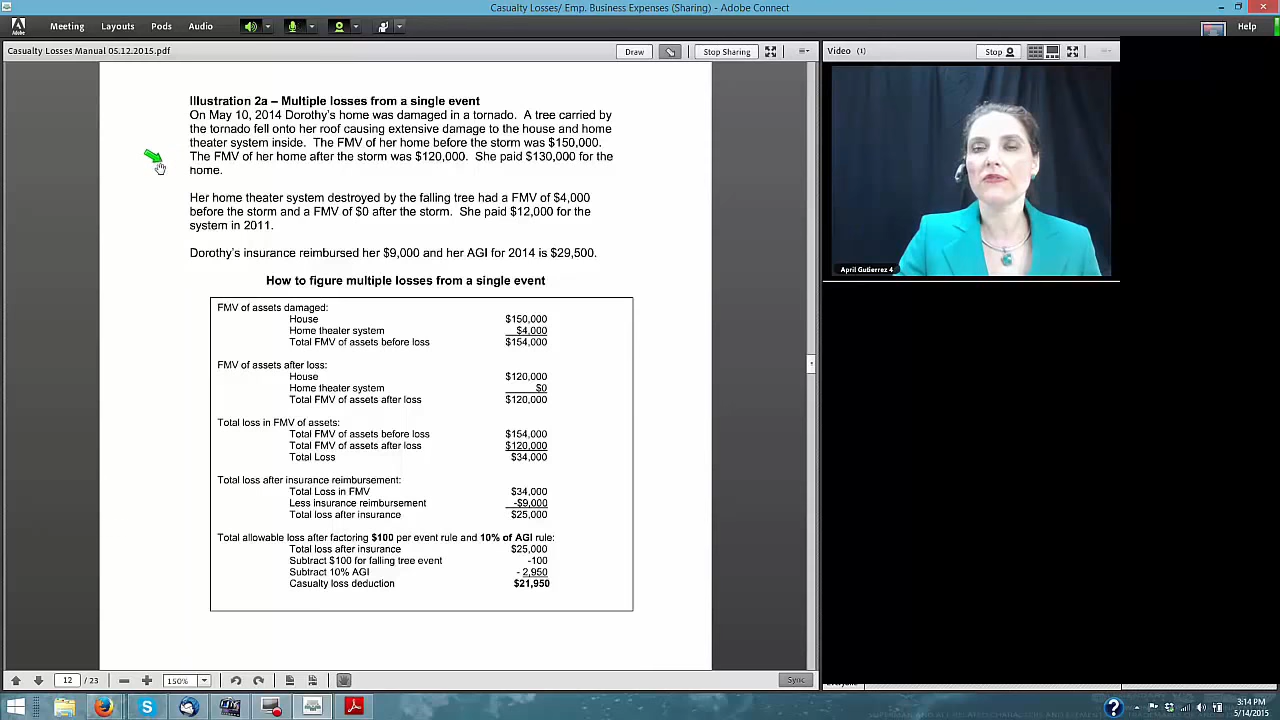 Casualty Losses/ Emp. Business Expenses (Sharing) - Adobe Connect
Meeting Layouts Pods Audio Help
Casualty Losses Manual 05.12.2015.pdf
Draw Stop Sharing
Video (1) Stop
Illustration 2a – Multiple losses from a single event
On May 10, 2014 Dorothy's home was damaged in a tornado. A tree carried by
the tornado fell onto her roof causing extensive damage to the house and home
theater system inside. The FMV of her home before the storm was $150,000.
The FMV of her home after the storm was $120,000. She paid $130,000 for the
home.
Her home theater system destroyed by the falling tree had a FMV of $4,000
before the storm and a FMV of $0 after the storm. She paid $12,000 for the
system in 2011.
Dorothy's insurance reimbursed her $9,000 and her AGI for 2014 is $29,500.
How to figure multiple losses from a single event
FMV of assets damaged:
House $150,000
Home theater system $4,000
Total FMV of assets before loss $154,000
FMV of assets after loss:
House $120,000
Home theater system $0
Total FMV of assets after loss $120,000
Total loss in FMV of assets:
Total FMV of assets before loss $154,000
Total FMV of assets after loss $120,000
Total Loss $34,000
Total loss after insurance reimbursement:
Total Loss in FMV $34,000
Less insurance reimbursement -$9,000
Total loss after insurance $25,000
Total allowable loss after factoring $100 per event rule and 10% of AGI rule:
Total loss after insurance $25,000
Subtract $100 for falling tree event -100
Subtract 10% AGI - 2,950
Casualty loss deduction $21,950
April Gutierrez 4
12 / 23 150% Sync
3:14 PM
5/14/2015